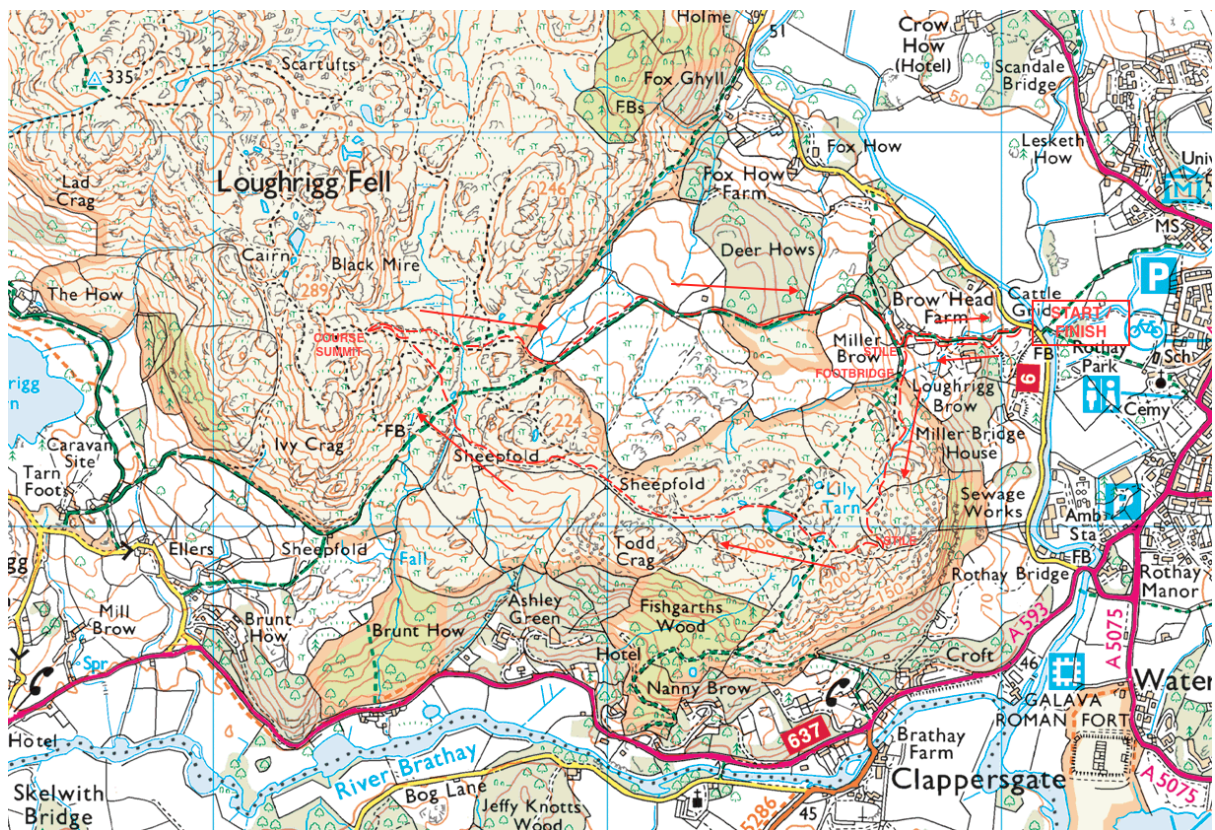 Holme
51
Crow
How
(Hotel)
Scandale
Bridge
335
Scartufts
Fox Ghyll
50
FBs
Lesketh
How
Fox How
Loughrigg Fell
246
Fox How
Farm
Lad
Crag
M
MS
Cairn
Black Mire
Deer Hows
P
289
The How
Brow Head
Farm
Cattle
Grid
START
FINISH
COURSE
SUMMIT
Miller
Brow
STILE
FOOTBRIDGE
FB
Rothay
Park
Sch
6
Loughrigg
Brow
Cemy
224
FB
Ivy Crag
Miller Bridge
House
Caravan
Site
Tarn
Foot
Sheepfold
Sheepfold
Lily
Tarn
Sewage
Works
P
Amb
Sta
STILE
Ellers
Sheepfold
Fall
Todd
Crag
FB
Rothay Bridge
Rothay
Manor
100
Mill
Brow
Brunt
How
Brunt How
Ashley
Green
Fishgarths
Wood
70
A 593
A 5075
Spr
Hotel
Croft
46
Nanny Brow
GALAVA
ROMAN FORT
Water
Hotel
637
Brathay
Farm
River Brathay
Clappersgate
A 5075
Skelwith
Bridge
Bog Lane
Jeffy Knotts
Wood
5286
45